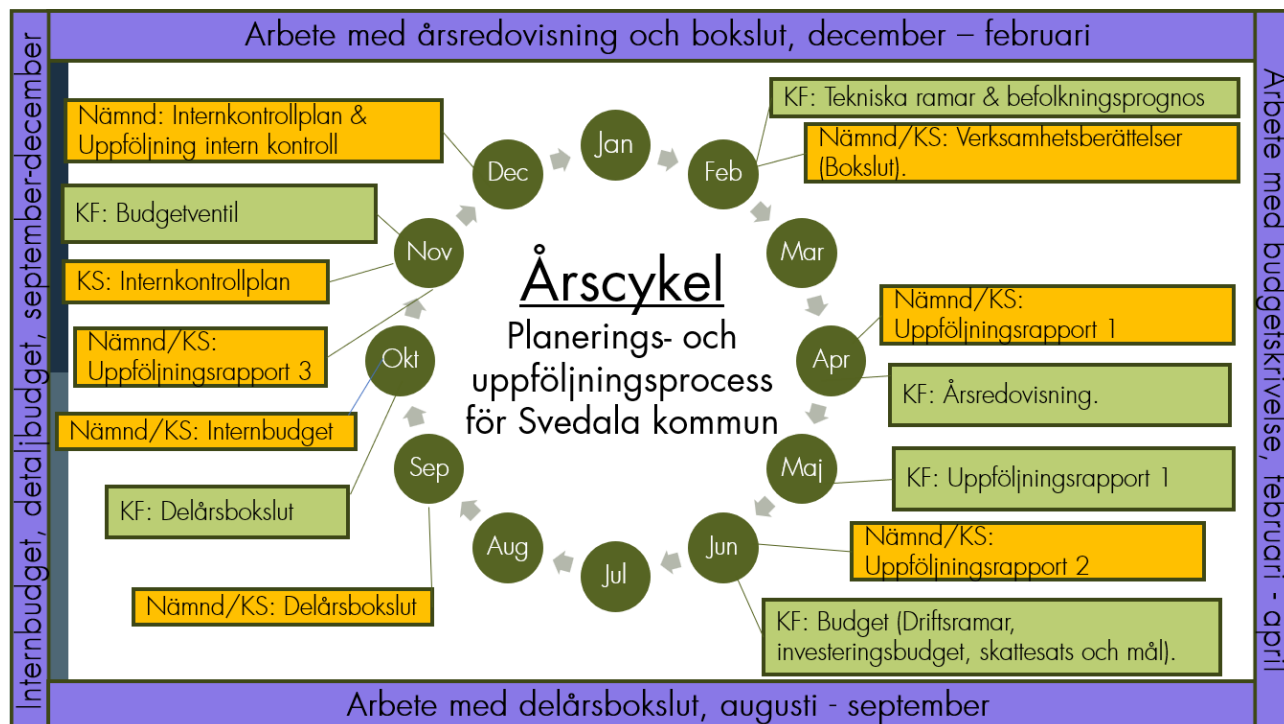 Arbete med årsredovisning och bokslut, december – februari
Internbudget, detaljbudget, september-december
Arbete med budgetskrivelse, februari - april
Nämnd: Internkontrollplan &
Uppföljning intern kontroll
KF: Budgetventil
KS: Internkontrollplan
Nämnd/KS:
Uppföljningsrapport 3
Nämnd/KS: Internbudget
KF: Delårsbokslut
Nämnd/KS: Delårsbokslut
Jan
Feb
Mar
Apr
Maj
Jun
Jul
Aug
Sep
Okt
Nov
Dec
Årscykel
Planerings- och
uppföljningsprocess
för Svedala kommun
KF: Tekniska ramar & befolkningsprognos
Nämnd/KS: Verksamhetsberättelser
(Bokslut).
Nämnd/KS:
Uppföljningsrapport 1
KF: Årsredovisning.
KF: Uppföljningsrapport 1
Nämnd/KS:
Uppföljningsrapport 2
KF: Budget (Driftsramar,
investeringsbudget, skattesats och mål).
Arbete med delårsbokslut, augusti - september